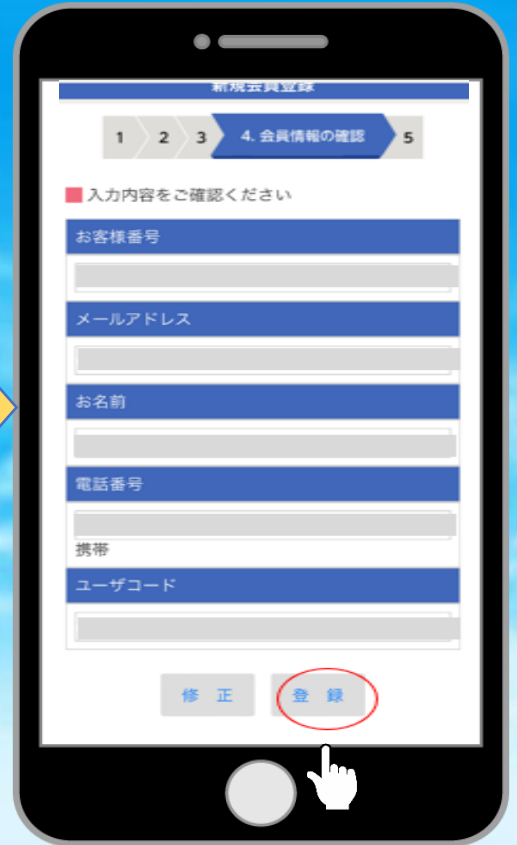 新規会員登録
1 2 3 4. 会員情報の確認 5
入力内容をご確認ください
お客様番号
メールアドレス
お名前
電話番号
携帯
ユーザコード
修 正 登 録